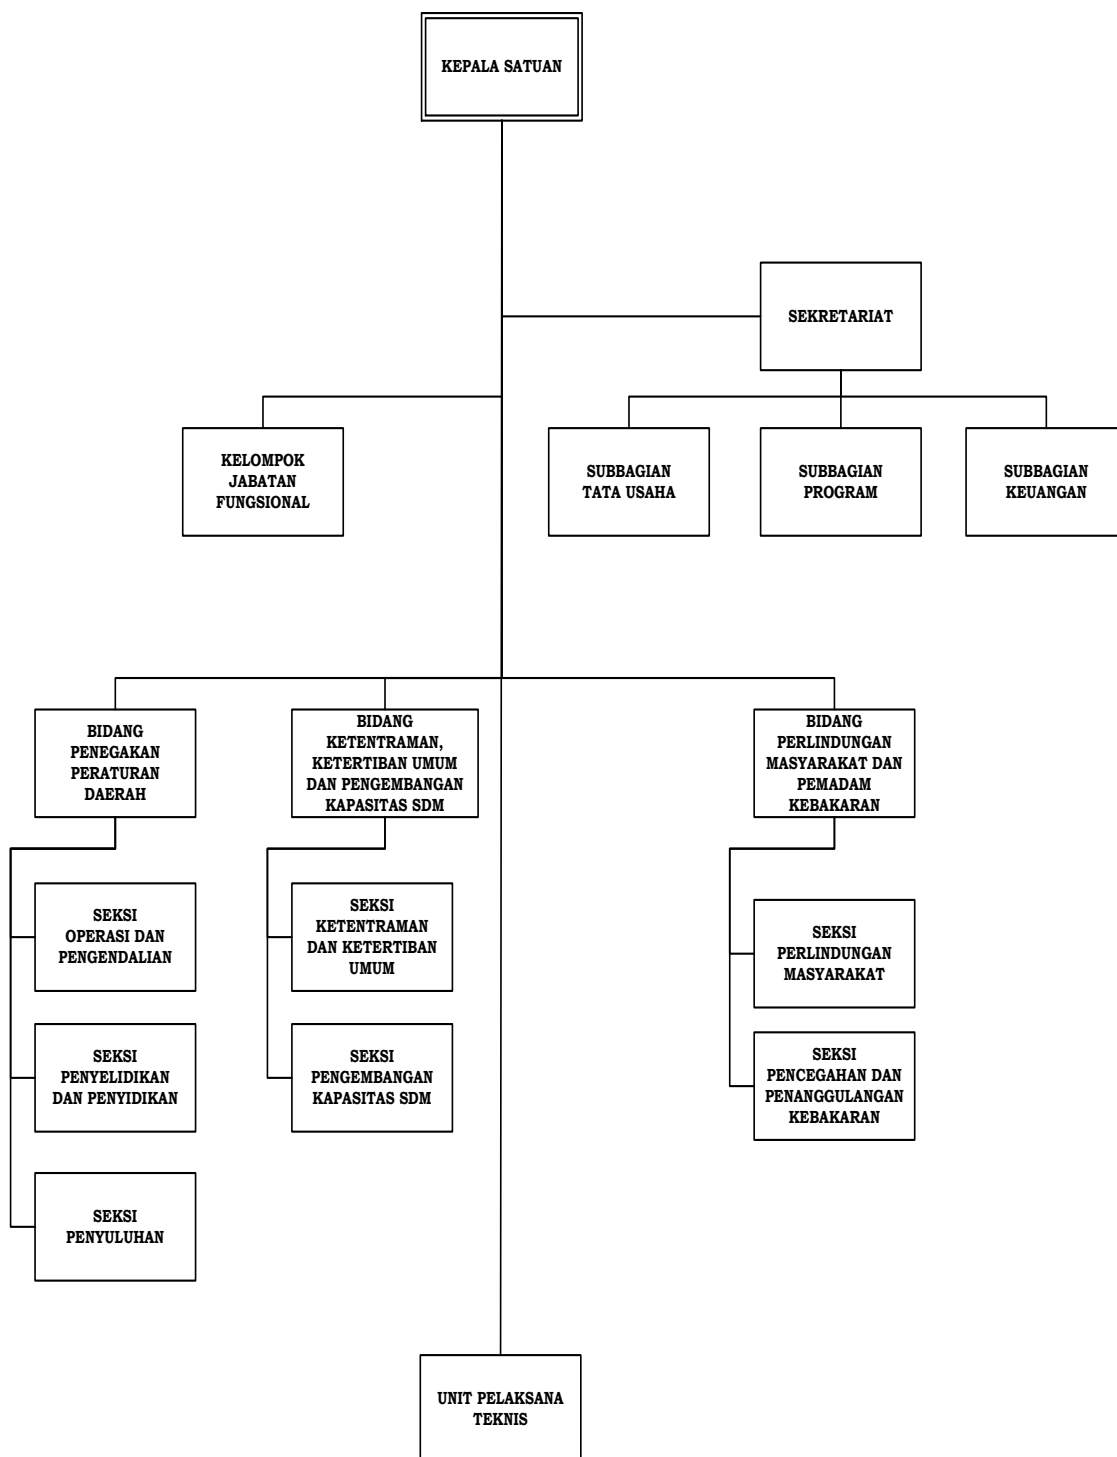 KEPALA SATUAN
SEKRETARIAT
KELOMPOK
JABATAN
FUNGSIONAL
SUBBAGIAN
TATA USAHA
SUBBAGIAN
PROGRAM
SUBBAGIAN
KEUANGAN
BIDANG
PENEGAKAN
PERATURAN
DAERAH
BIDANG
KETENTRAMAN,
KETERTIBAN UMUM
DAN PENGEMBANGAN
KAPASITAS SDM
BIDANG
PERLINDUNGAN
MASYARAKAT DAN
PEMADAM
KEBAKARAN
SEKSI
OPERASI DAN
PENGENDALIAN
SEKSI
KETENTRAMAN
DAN KETERTIBAN
UMUM
SEKSI
PERLINDUNGAN
MASYARAKAT
SEKSI
PENYELIDIKAN
DAN PENYIDIKAN
SEKSI
PENGEMBANGAN
KAPASITAS SDM
SEKSI
PENCEGAHAN DAN
PENANGGULANGAN
KEBAKARAN
SEKSI
PENYULUHAN
UNIT PELAKSANA
TEKNIS